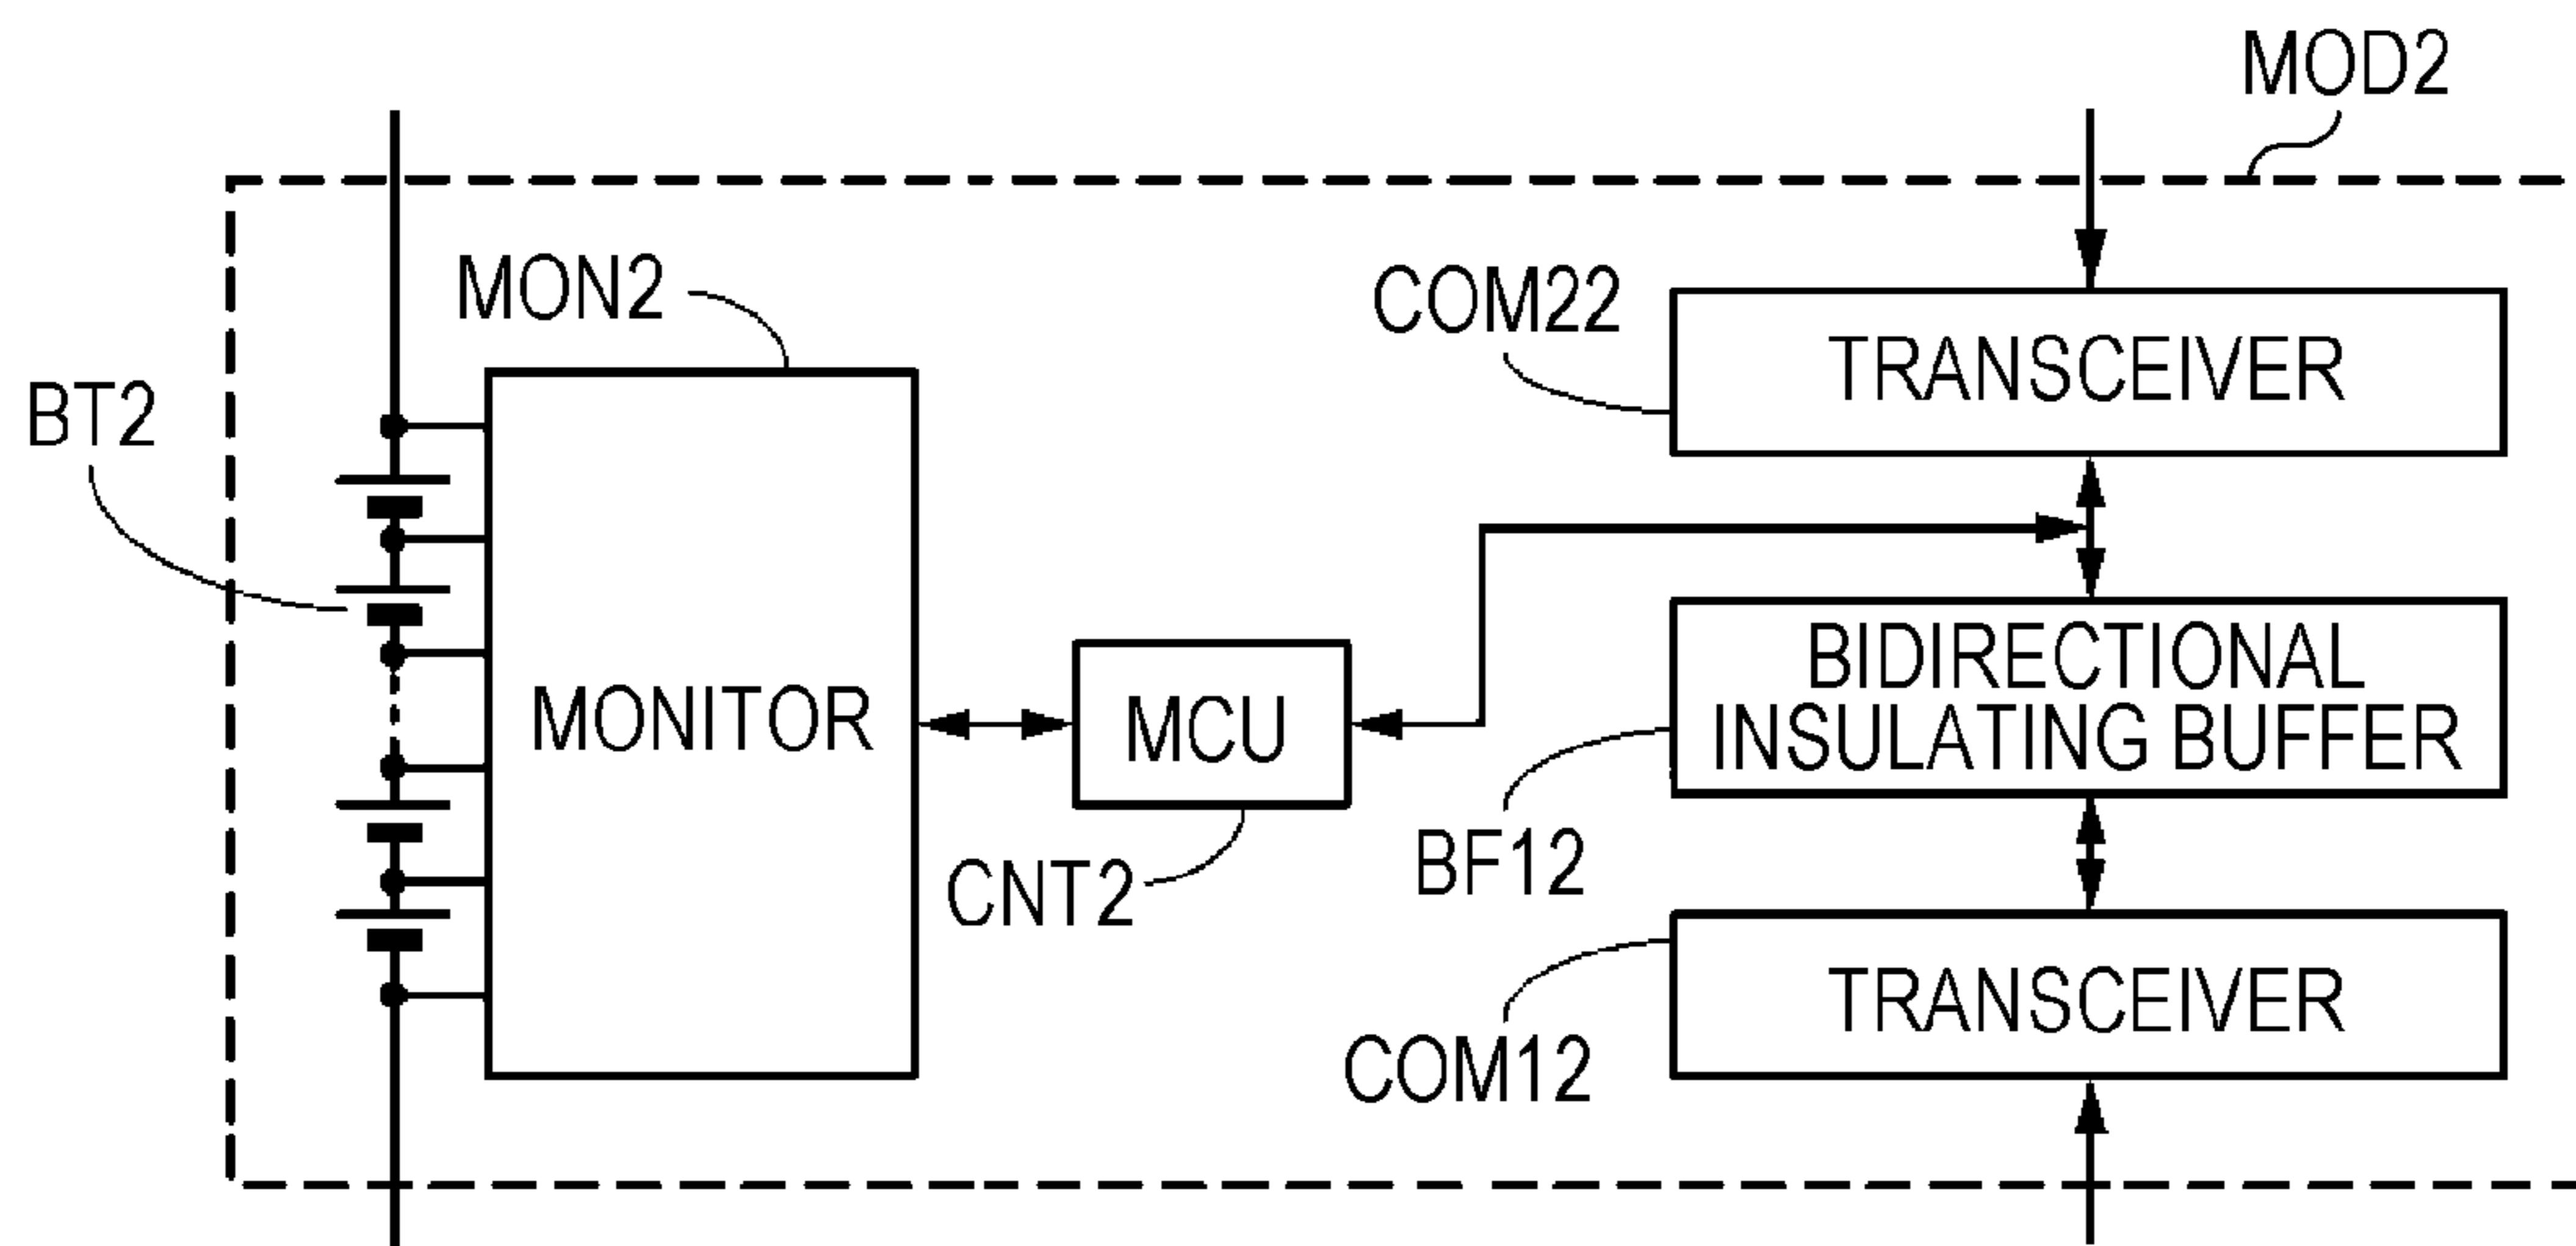 MOD2
MON2
COM22
TRANSCEIVER
BT2
BIDIRECTIONAL
INSULATING BUFFER
MONITOR
MCU
BF12
CNT2
TRANSCEIVER
COM12